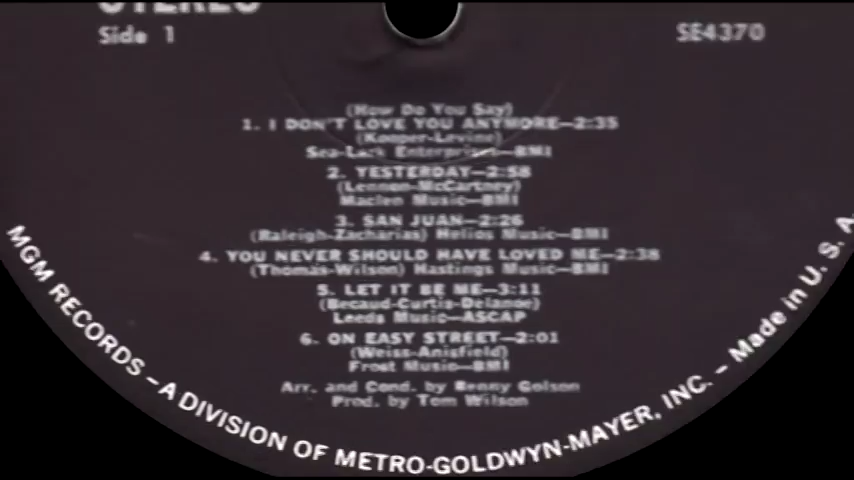 STEREO
Side 1
SE4370
(How Do You Say)
1. I DON'T LOVE YOU ANYMORE—2:35
(Kooper-Levine)
Sea-Lark Enterprises—BMI
2. YESTERDAY—2:58
(Lennon-McCartney)
Maclen Music—BMI
3. SAN JUAN—2:26
(Raleigh-Zacharias) Helios Music—BMI
4. YOU NEVER SHOULD HAVE LOVED ME—2:38
(Thomas-Wilson) Hastings Music—BMI
5. LET IT BE ME—3:11
(Becaud-Curtis-Delanoe)
Leeds Music—ASCAP
6. ON EASY STREET—2:01
(Weiss-Anisfield)
Frost Music—BMI
Arr. and Cond. by Benny Golson
Prod. by Tom Wilson
MGM RECORDS – A DIVISION OF METRO-GOLDWYN-MAYER, INC. – Made in U. S. A.